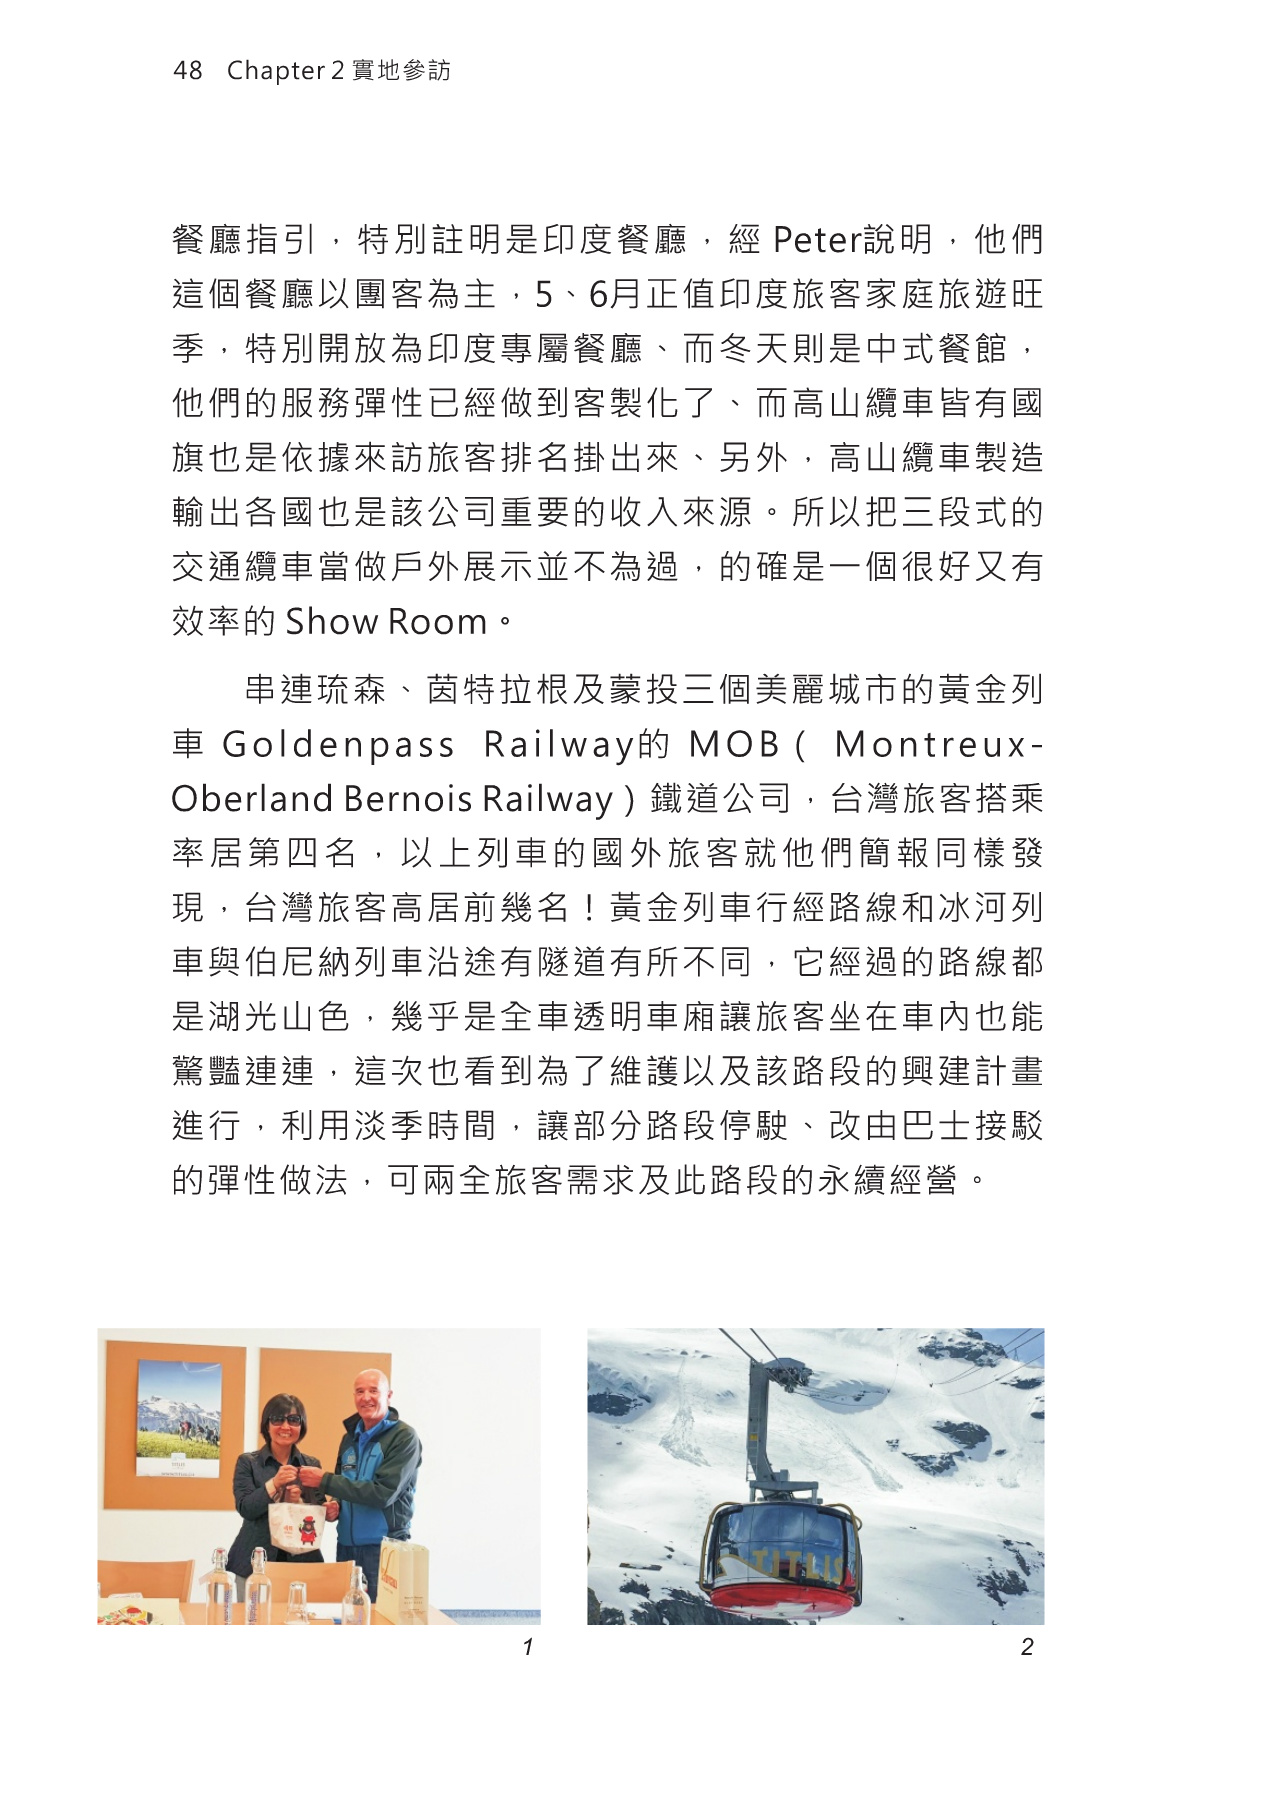 48 Chapter 2 實地參訪
餐廳指引，特別註明是印度餐廳，經 Peter說明，他們
這個餐廳以團客為主，5、6月正值印度旅客家庭旅遊旺
季，特別開放為印度專屬餐廳、而冬天則是中式餐館，
他們的服務彈性已經做到客製化了、而高山纜車皆有國
旗也是依據來訪旅客排名掛出來、另外，高山纜車製造
輸出各國也是該公司重要的收入來源。所以把三段式的
交通纜車當做戶外展示並不為過，的確是一個很好又有
效率的 Show Room。
串連琉森、茵特拉根及蒙投三個美麗城市的黃金列
車 Goldenpass Railway的 MOB（ Montreux-
Oberland Bernois Railway）鐵道公司，台灣旅客搭乘
率居第四名，以上列車的國外旅客就他們簡報同樣發
現，台灣旅客高居前幾名！黃金列車行經路線和冰河列
車與伯尼納列車沿途有隧道有所不同，它經過的路線都
是湖光山色，幾乎是全車透明車廂讓旅客坐在車內也能
驚豔連連，這次也看到為了維護以及該路段的興建計畫
進行，利用淡季時間，讓部分路段停駛、改由巴士接駁
的彈性做法，可兩全旅客需求及此路段的永續經營。
TITLIS
1
2